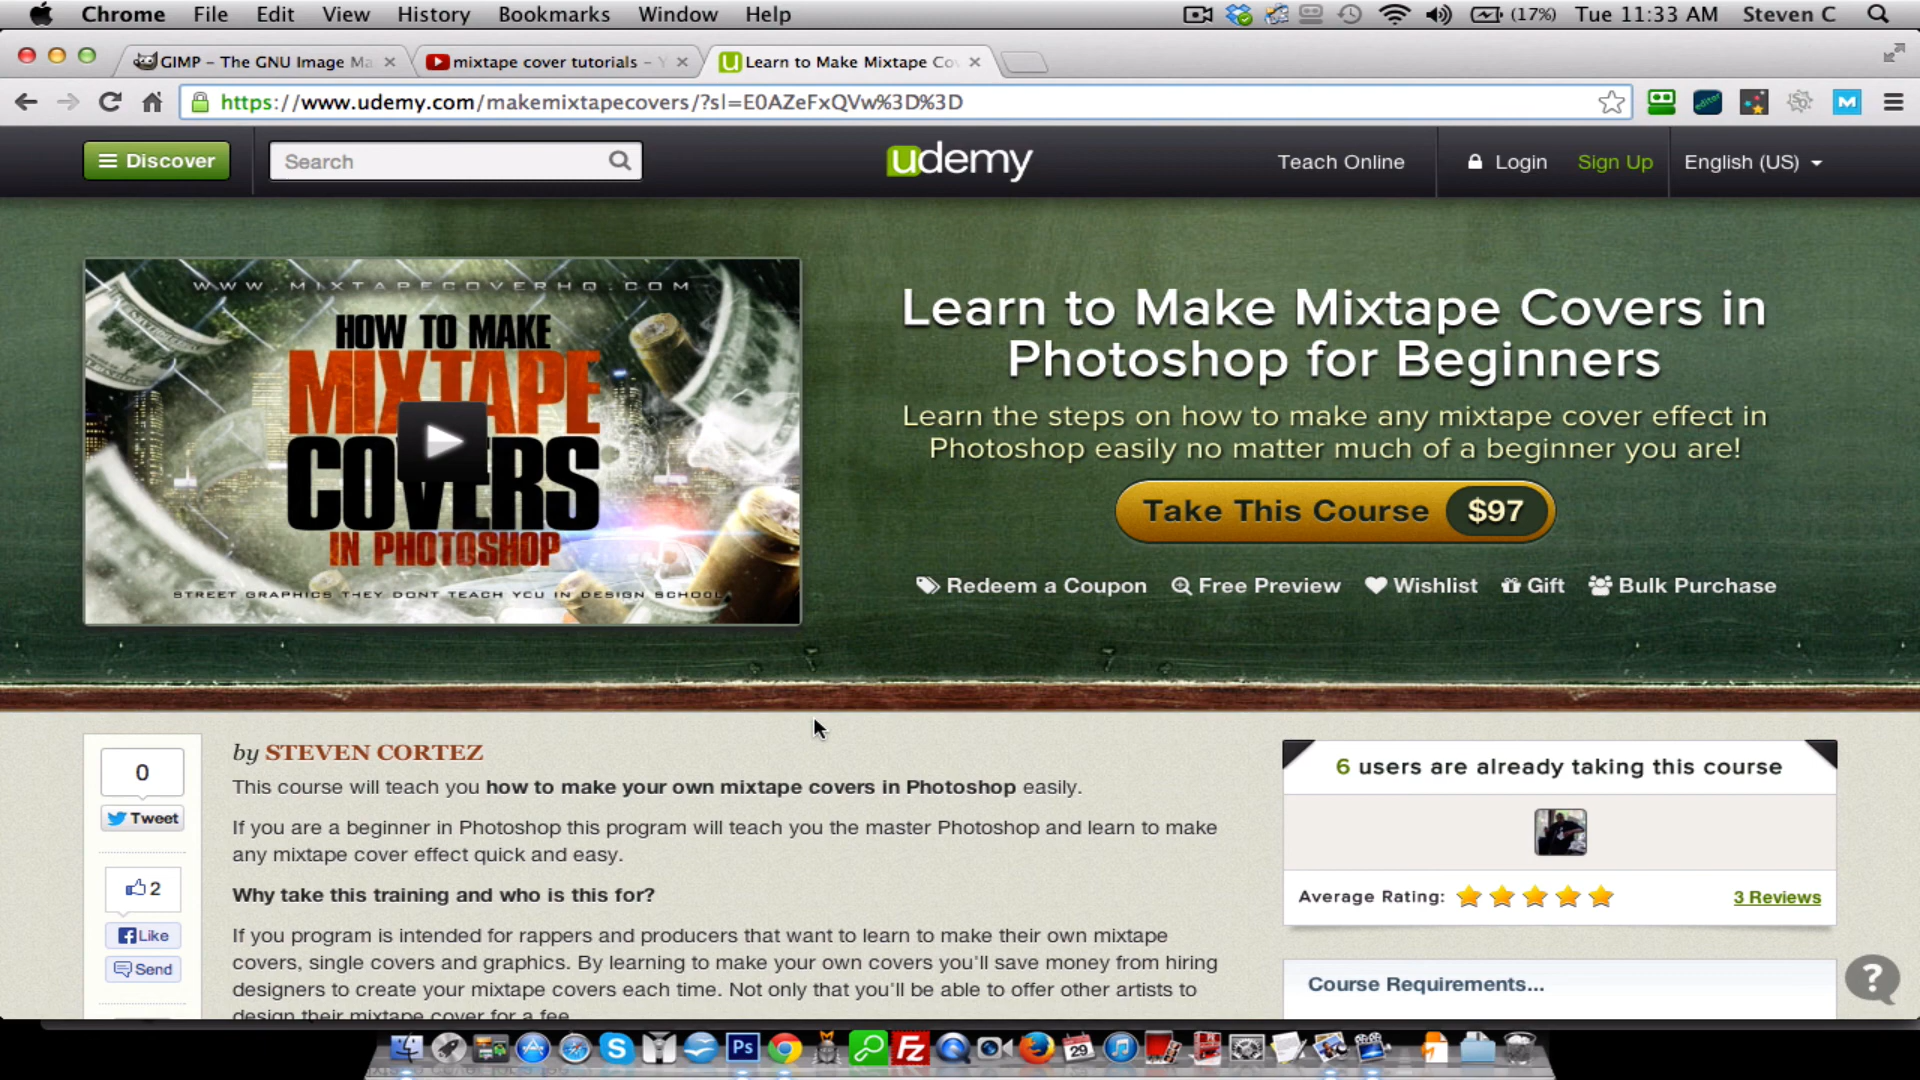 Chrome File Edit View History Bookmarks Window Help (17%) Tue 11:33 AM Steven C
GIMP – The GNU Image Ma
mixtape cover tutorials – Y
Learn to Make Mixtape Co
https://www.udemy.com/makemixtapecovers/?sl=E0AZeFxQVw%3D%3D
editor
M
Discover
Search
udemy
Teach Online
Login
Sign Up
English (US)
WWW.MIXTAPECOVERHQ.COM
HOW TO MAKE
MIXTAPE
COVERS
IN PHOTOSHOP
STREET GRAPHICS THEY DONT TEACH YOU IN DESIGN SCHOOL
Learn to Make Mixtape Covers in
Photoshop for Beginners
Learn the steps on how to make any mixtape cover effect in
Photoshop easily no matter much of a beginner you are!
Take This Course $97
Redeem a Coupon Free Preview Wishlist Gift Bulk Purchase
0
Tweet
2
Like
Send
by STEVEN CORTEZ
This course will teach you how to make your own mixtape covers in Photoshop easily.
If you are a beginner in Photoshop this program will teach you the master Photoshop and learn to make
any mixtape cover effect quick and easy.
Why take this training and who is this for?
If you program is intended for rappers and producers that want to learn to make their own mixtape
covers, single covers and graphics. By learning to make your own covers you'll save money from hiring
designers to create your mixtape covers each time. Not only that you'll be able to offer other artists to
design their mixtape cover for a fee
6 users are already taking this course
Average Rating:
3 Reviews
Course Requirements...
?
Ps
Fz
29